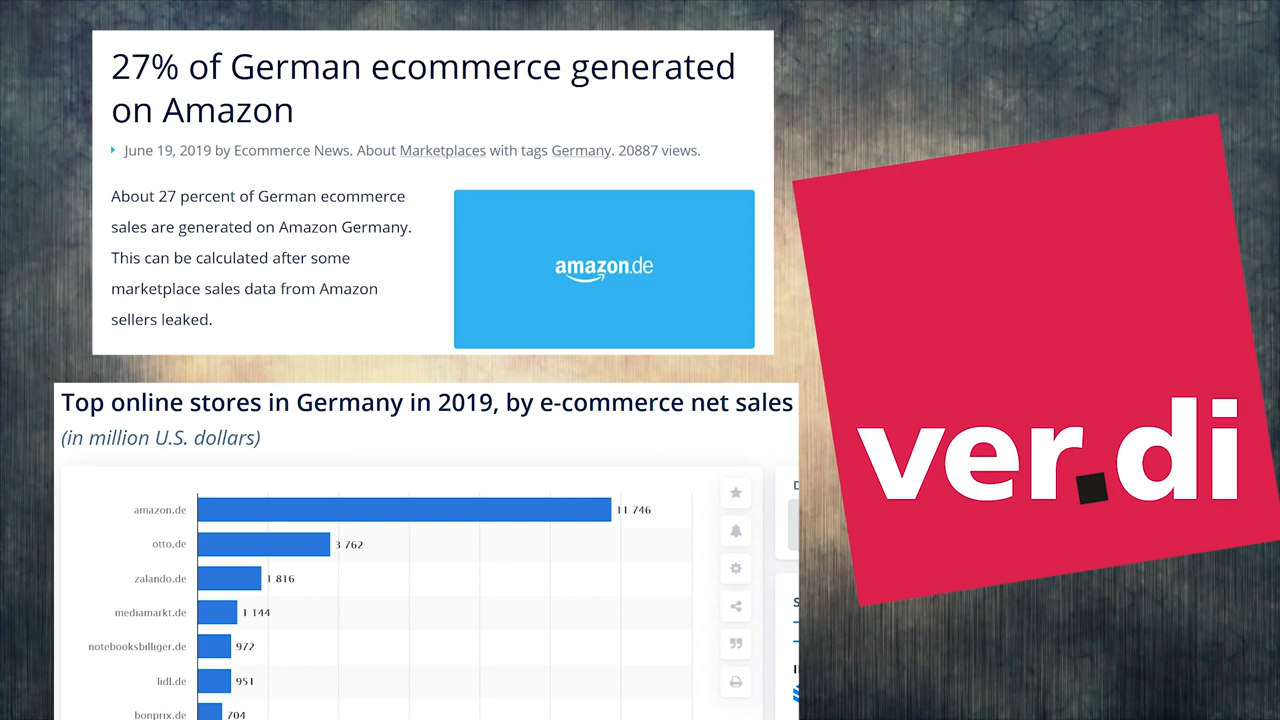 27% of German ecommerce generated
on Amazon
June 19, 2019 by Ecommerce News. About Marketplaces with tags Germany. 20887 views.
About 27 percent of German ecommerce
sales are generated on Amazon Germany.
This can be calculated after some
marketplace sales data from Amazon
sellers leaked.
amazon.de
Top online stores in Germany in 2019, by e-commerce net sales
(in million U.S. dollars)
amazon.de 11 746
otto.de 3 762
zalando.de 1 816
mediamarkt.de 1 144
notebooksbilliger.de 972
lidl.de 951
bonprix.de 704
ver.di